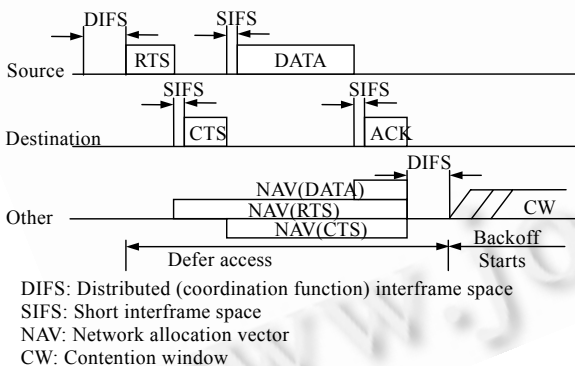 DIFS
SIFS
RTS
DATA
Source
SIFS
SIFS
CTS
ACK
Destination
DIFS
NAV(DATA)
NAV(RTS)
NAV(CTS)
CW
Other
Defer access
Backoff
Starts
DIFS: Distributed (coordination function) interframe space
SIFS: Short interframe space
NAV: Network allocation vector
CW: Contention window